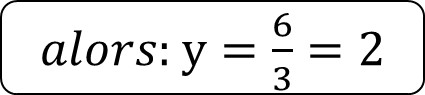 alors: y = 6/3 = 2